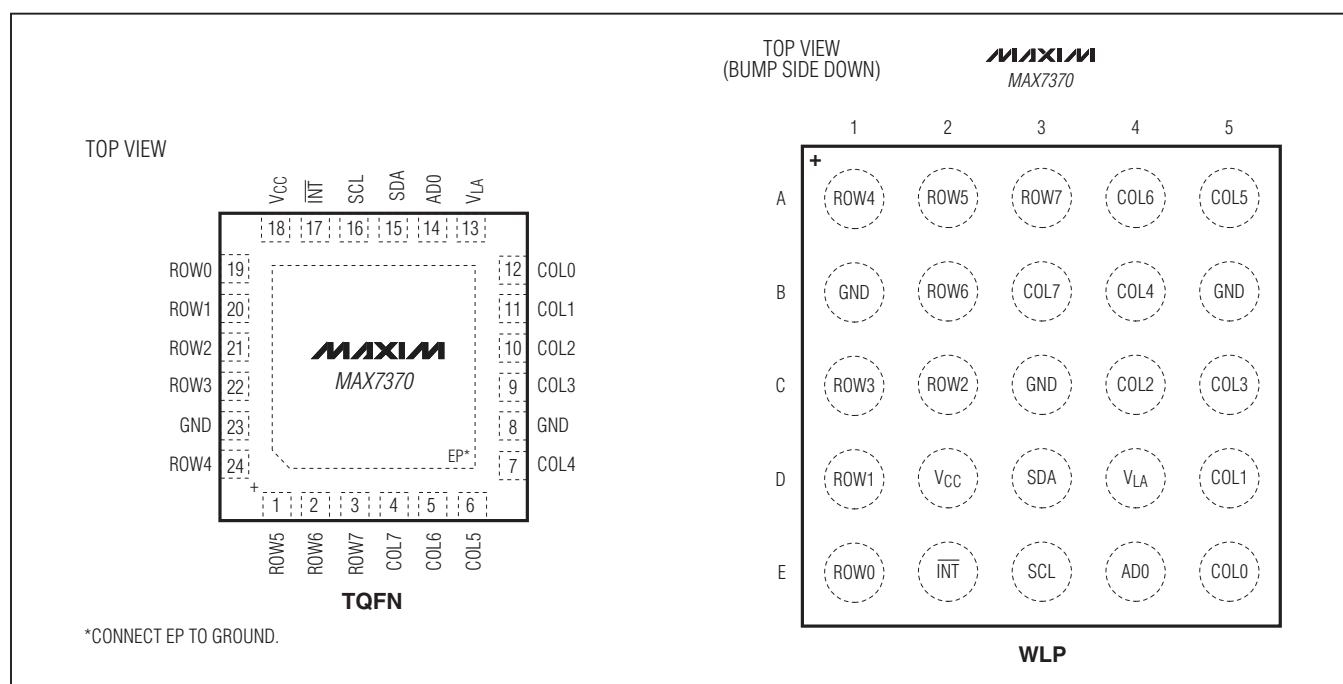 TOP VIEW
VCC INT SCL SDA AD0 VLA
18 17 16 15 14 13
ROW0 19 12 COL0
ROW1 20 11 COL1
ROW2 21 10 COL2
ROW3 22 9 COL3
GND 23 8 GND
ROW4 24 7 COL4
MAXIM
MAX7370
EP*
+
1 2 3 4 5 6
ROW5 ROW6 ROW7 COL7 COL6 COL5
TQFN
*CONNECT EP TO GROUND.
TOP VIEW
(BUMP SIDE DOWN)
MAXIM
MAX7370
1 2 3 4 5
+
A ROW4 ROW5 ROW7 COL6 COL5
B GND ROW6 COL7 COL4 GND
C ROW3 ROW2 GND COL2 COL3
D ROW1 VCC SDA VLA COL1
E ROW0 INT SCL AD0 COL0
WLP